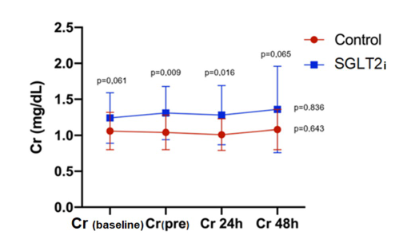 2.5
Control
SGLT2i
p=0,065
2.0
p=0,061
p=0,009
p=0,016
1.5
p=0.836
Cr (mg/dL)
p=0.643
1.0
0.5
0.0
Cr (baseline) Cr(pre) Cr 24h Cr 48h